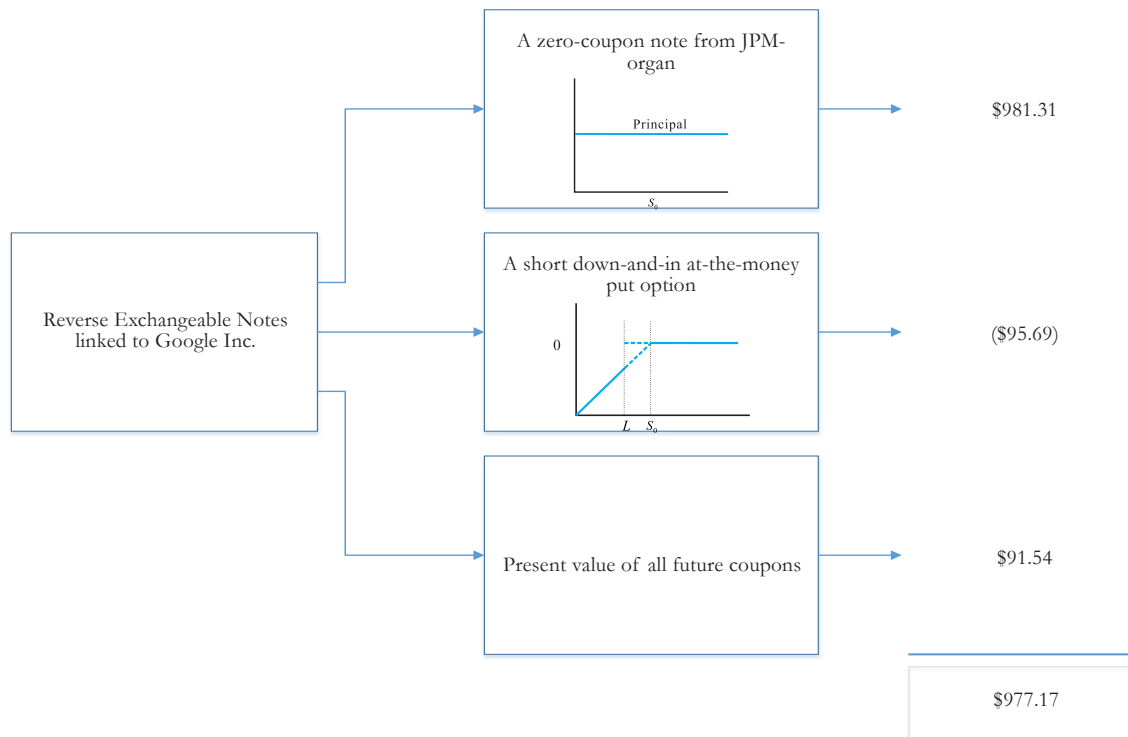 A zero-coupon note from JPM-
organ
Principal
S₀
$981.31
Reverse Exchangeable Notes
linked to Google Inc.
A short down-and-in at-the-money
put option
0
L S₀
($95.69)
Present value of all future coupons
$91.54
$977.17